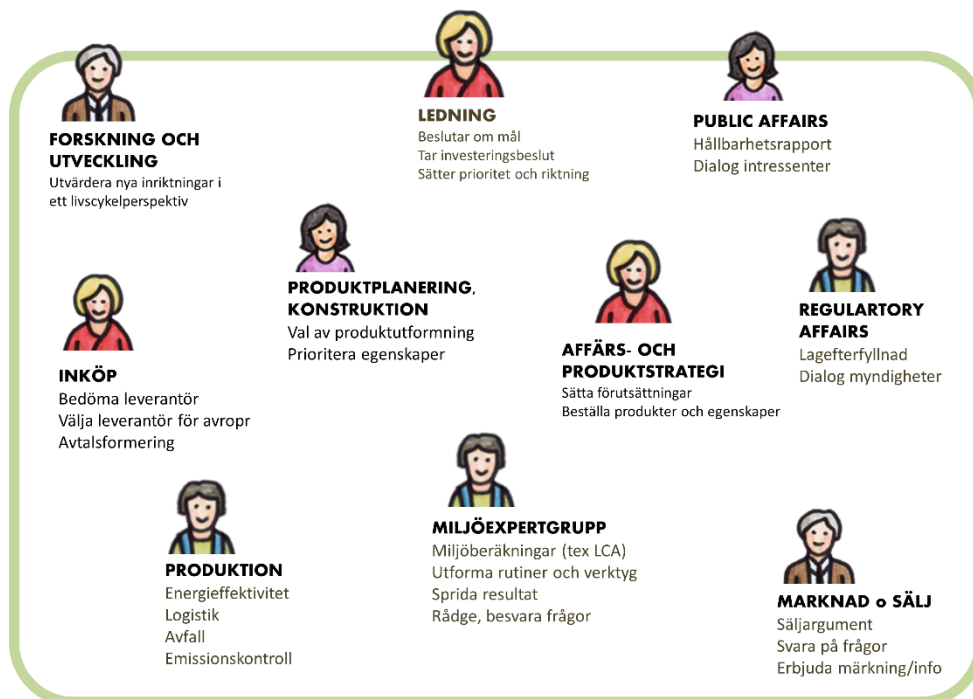 FORSKNING OCH
UTVECKLING
Utvärdera nya inriktningar i
ett livscykelperspektiv
LEDNING
Beslutar om mål
Tar investeringsbeslut
Sätter prioritet och riktning
PUBLIC AFFAIRS
Hållbarhetsrapport
Dialog intressenter
INKÖP
Bedöma leverantör
Välja leverantör för avropr
Avtalsformering
PRODUKTPLANERING,
KONSTRUKTION
Val av produktutformning
Prioritera egenskaper
AFFÄRS- OCH
PRODUKTSTRATEGI
Sätta förutsättningar
Beställa produkter och egenskaper
REGULARTORY
AFFAIRS
Lagefterfyllnad
Dialog myndigheter
PRODUKTION
Energieffektivitet
Logistik
Avfall
Emissionskontroll
MILJÖEXPERTGRUPP
Miljöberäkningar (tex LCA)
Utforma rutiner och verktyg
Sprida resultat
Rådge, besvara frågor
MARKNAD o SÄLJ
Säljargument
Svara på frågor
Erbjuda märkning/info